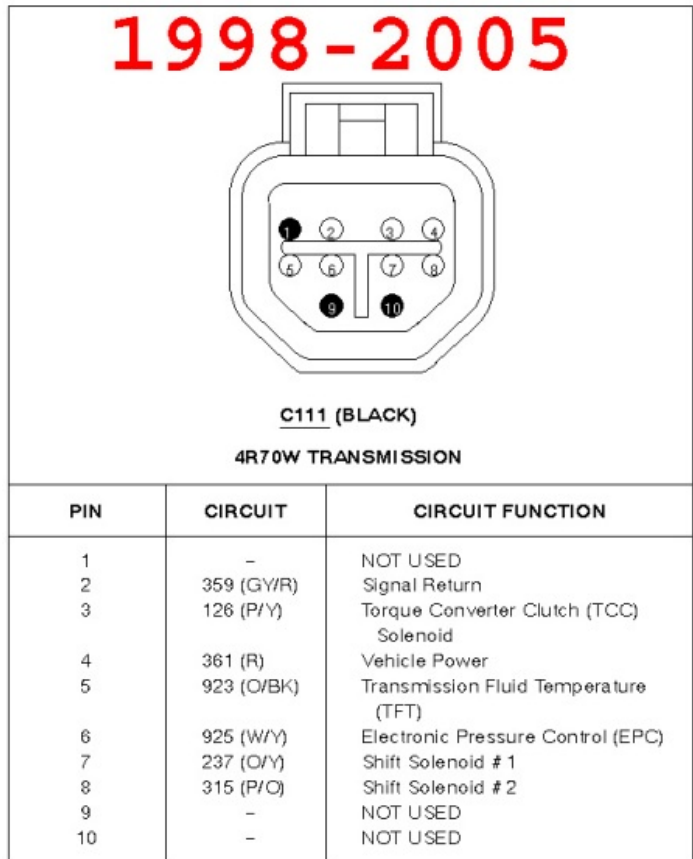 1998-2005
1 2 3 4
5 6 7 8
9 10
C111 (BLACK)
4R70W TRANSMISSION
PIN CIRCUIT CIRCUIT FUNCTION
1 – NOT USED
2 359 (GY/R) Signal Return
3 126 (P/Y) Torque Converter Clutch (TCC)
Solenoid
4 361 (R) Vehicle Power
5 923 (O/BK) Transmission Fluid Temperature
(TFT)
6 925 (W/Y) Electronic Pressure Control (EPC)
7 237 (O/Y) Shift Solenoid # 1
8 315 (P/O) Shift Solenoid # 2
9 – NOT USED
10 – NOT USED